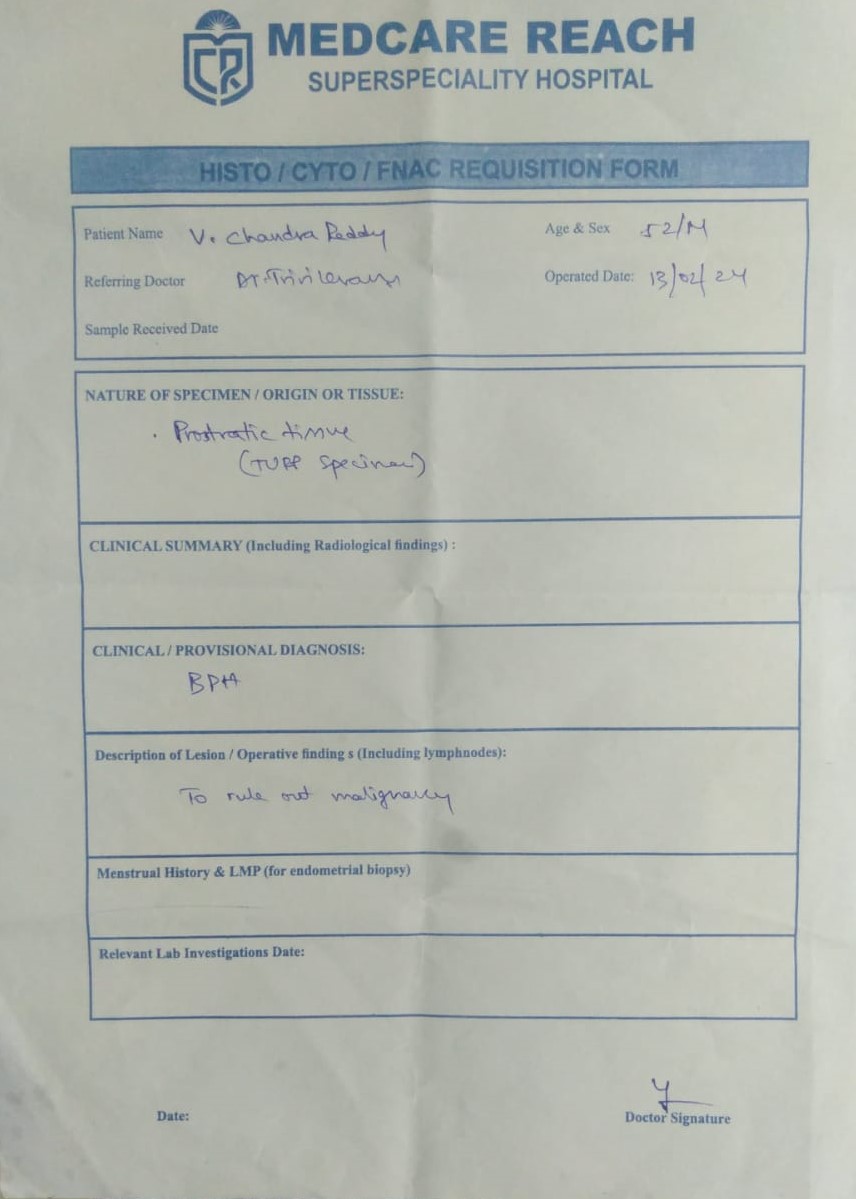 MEDCARE REACH
SUPERSPECIALITY HOSPITAL
HISTO / CYTO / FNAC REQUISITION FORM
Patient Name V. Chandra Reddy Age & Sex 52/M
Referring Doctor Dr. Operated Date: 13/02/24
Sample Received Date
NATURE OF SPECIMEN / ORIGIN OR TISSUE:
. Prostratic tissue
(TURP Specimen)
CLINICAL SUMMARY (Including Radiological findings) :
CLINICAL / PROVISIONAL DIAGNOSIS:
BPH
Description of Lesion / Operative finding s (Including lymphnodes):
To rule out malignancy
Menstrual History & LMP (for endometrial biopsy)
Relevant Lab Investigations Date:
Date: Doctor Signature